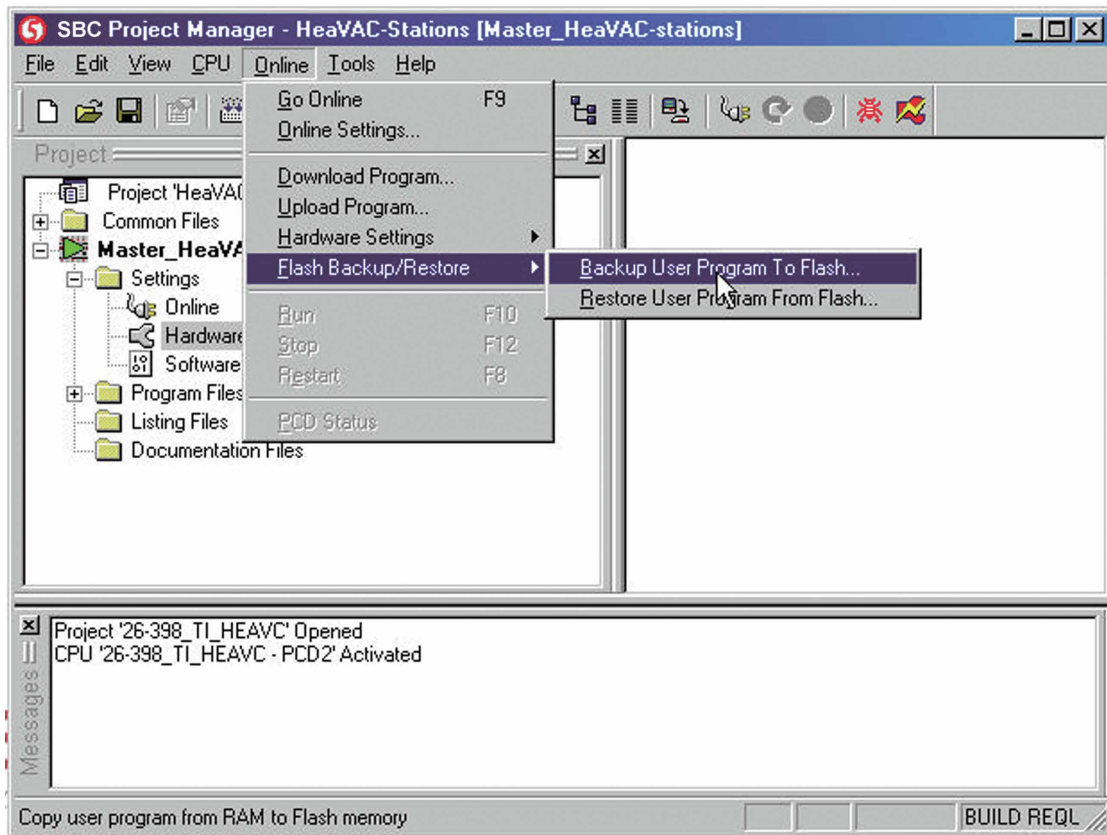 SBC Project Manager - HeaVAC-Stations [Master_HeaVAC-stations]
File Edit View CPU Online Tools Help
Go Online F9
Online Settings...
Download Program...
Upload Program...
Hardware Settings
Flash Backup/Restore
Run F10
Stop F12
Restart F8
PCD Status
Backup User Program To Flash...
Restore User Program From Flash...
Project
Project 'HeaVA
Common Files
Master_HeaVA
Settings
Online
Hardware
Software
Program Files
Listing Files
Documentation Files
Messages
Project '26-398_TI_HEAVC' Opened
CPU '26-398_TI_HEAVC - PCD2' Activated
Copy user program from RAM to Flash memory
BUILD REQL